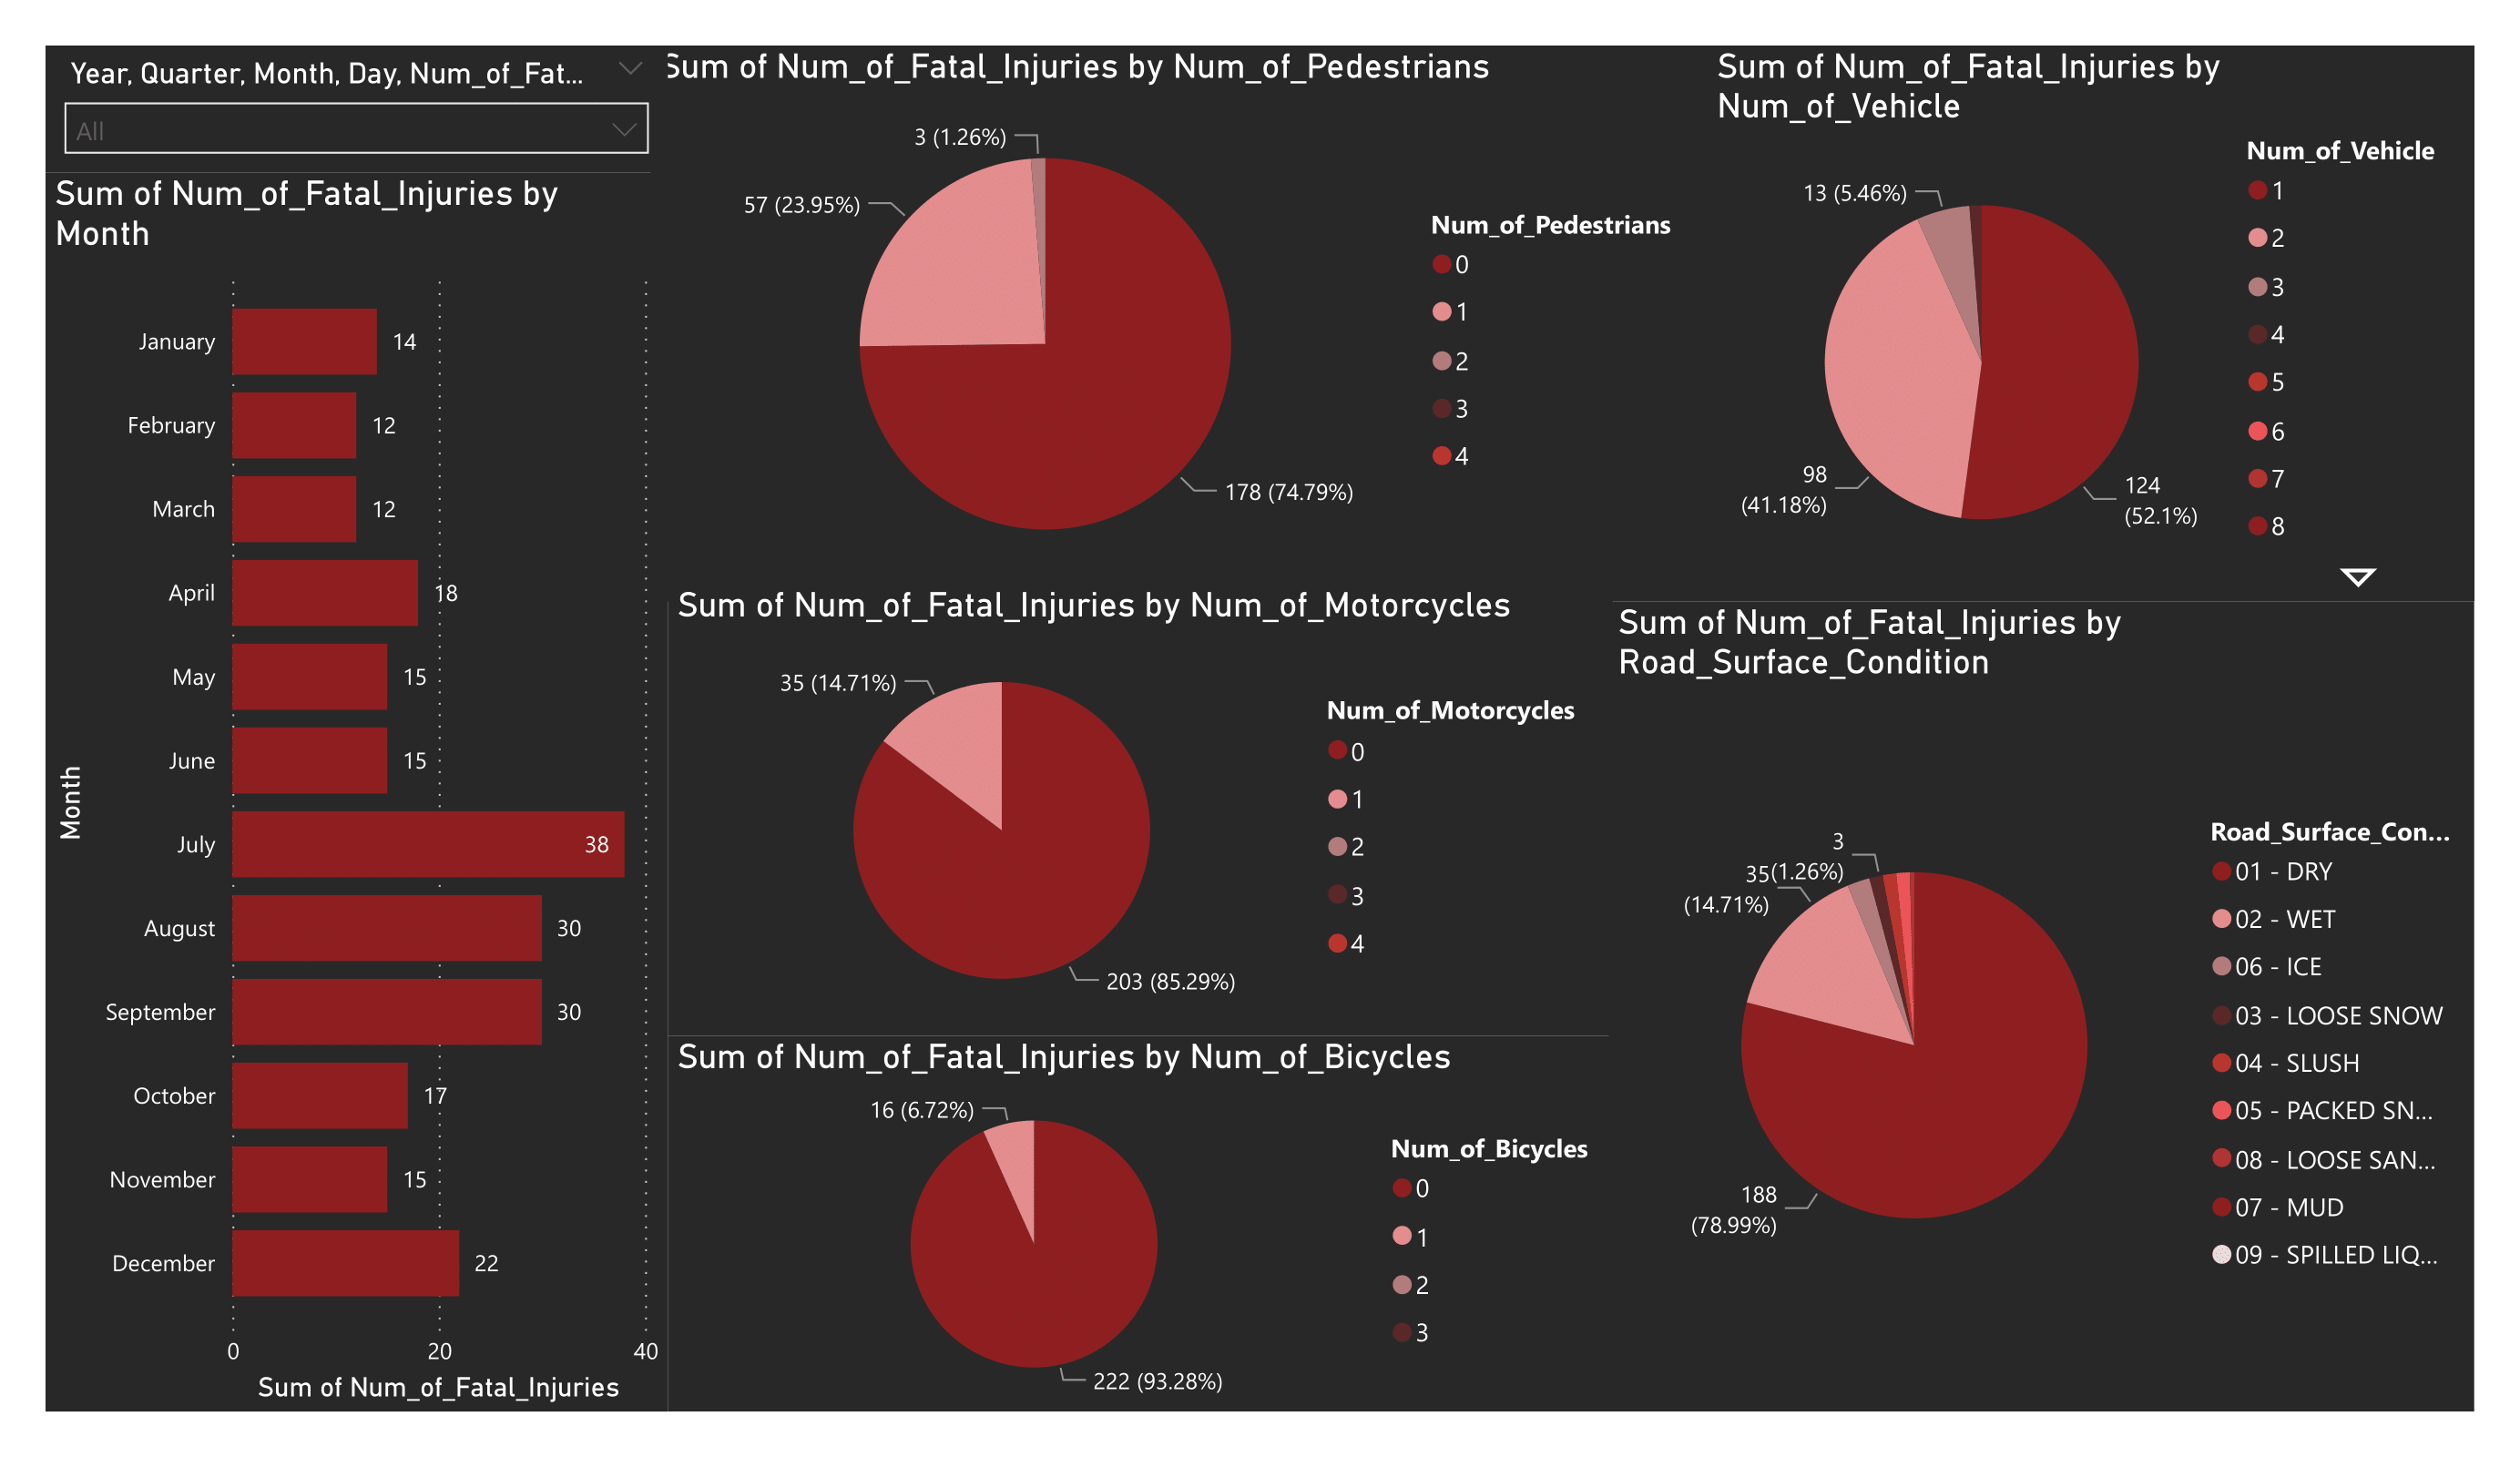 Year, Quarter, Month, Day, Num_of_Fat...
All
Sum of Num_of_Fatal_Injuries by
Month
Month
January
14
February
12
March
12
April
18
May
15
June
15
July
38
August
30
September
30
October
17
November
15
December
22
0
20
40
Sum of Num_of_Fatal_Injuries
Sum of Num_of_Fatal_Injuries by Num_of_Pedestrians
3 (1.26%)
57 (23.95%)
178 (74.79%)
Num_of_Pedestrians
0
1
2
3
4
Sum of Num_of_Fatal_Injuries by
Num_of_Vehicle
13 (5.46%)
98
(41.18%)
124
(52.1%)
Num_of_Vehicle
1
2
3
4
5
6
7
8
Sum of Num_of_Fatal_Injuries by Num_of_Motorcycles
35 (14.71%)
203 (85.29%)
Num_of_Motorcycles
0
1
2
3
4
Sum of Num_of_Fatal_Injuries by Num_of_Bicycles
16 (6.72%)
222 (93.28%)
Num_of_Bicycles
0
1
2
3
Sum of Num_of_Fatal_Injuries by
Road_Surface_Condition
3
(1.26%)
35
(14.71%)
188
(78.99%)
Road_Surface_Con...
01 - DRY
02 - WET
06 - ICE
03 - LOOSE SNOW
04 - SLUSH
05 - PACKED SN...
08 - LOOSE SAN...
07 - MUD
09 - SPILLED LIQ...